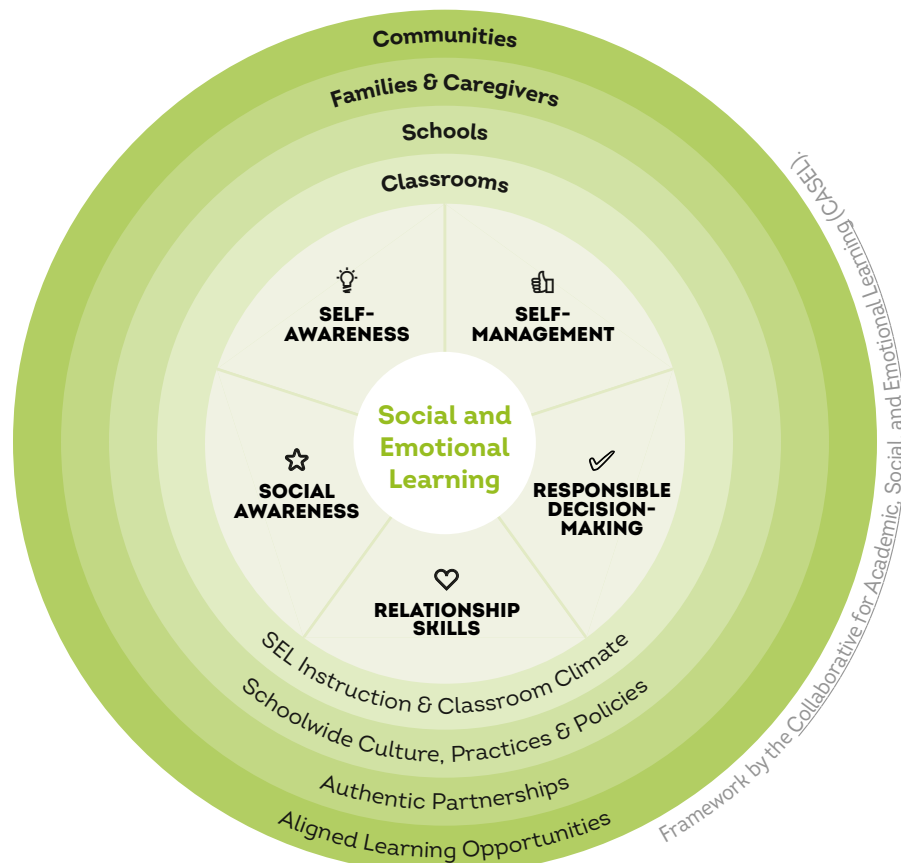 Communities
Families & Caregivers
Schools
Classrooms
SELF-
AWARENESS
SELF-
MANAGEMENT
Social and
Emotional
Learning
SOCIAL
AWARENESS
RESPONSIBLE
DECISION-
MAKING
RELATIONSHIP
SKILLS
SEL Instruction & Classroom Climate
Schoolwide Culture, Practices & Policies
Authentic Partnerships
Aligned Learning Opportunities
Framework by the Collaborative for Academic, Social, and Emotional Learning (CASEL).